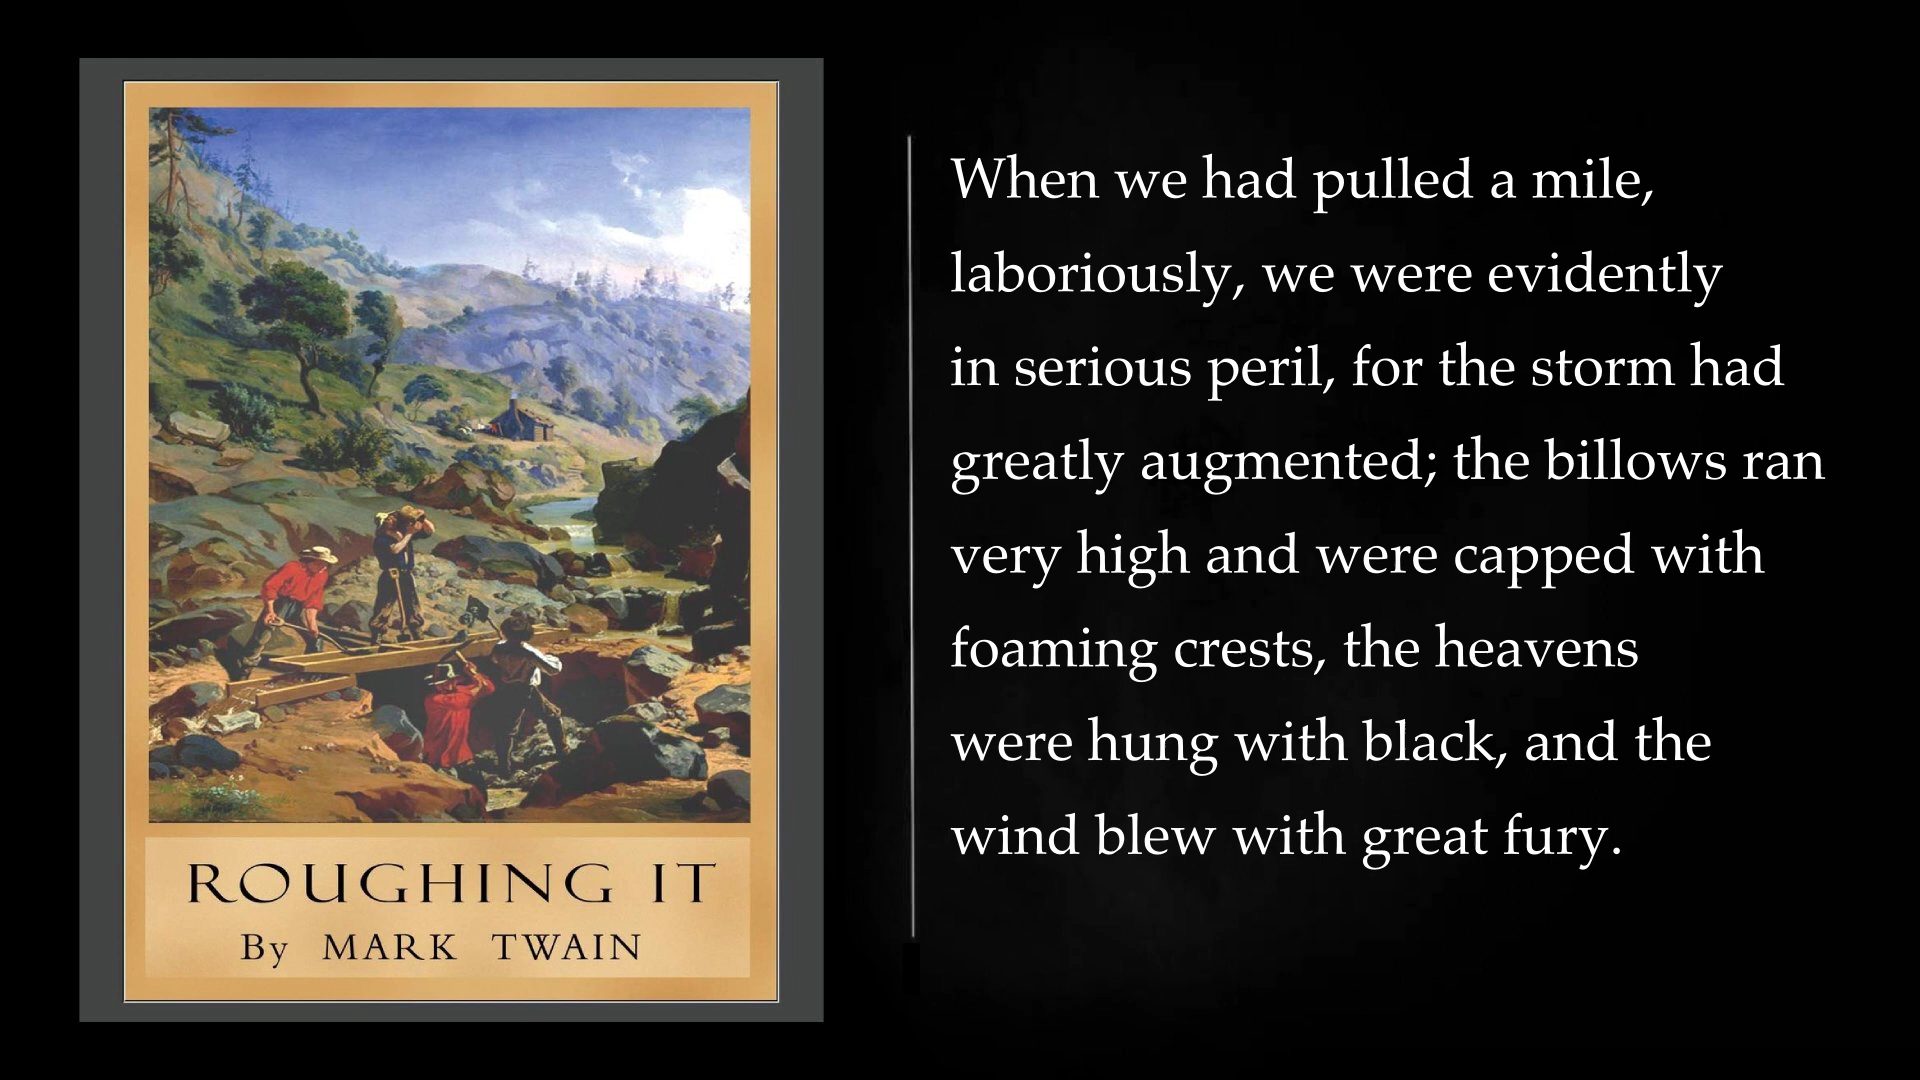 ROUGHING IT
By MARK TWAIN
When we had pulled a mile,
laboriously, we were evidently
in serious peril, for the storm had
greatly augmented; the billows ran
very high and were capped with
foaming crests, the heavens
were hung with black, and the
wind blew with great fury.